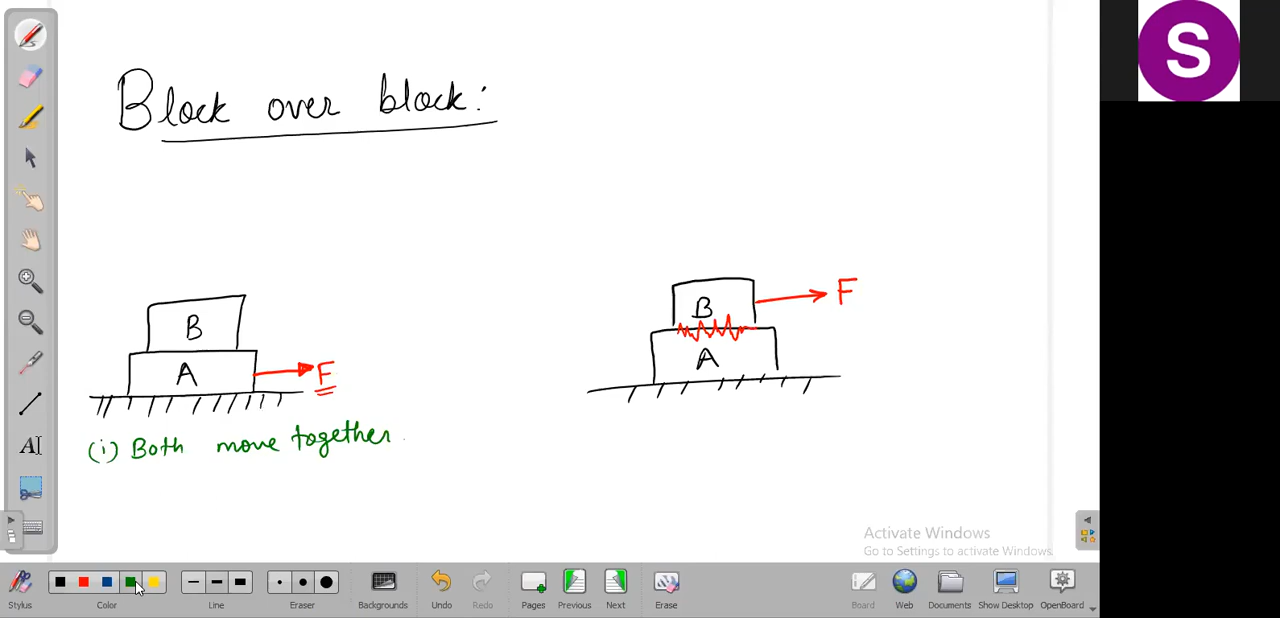 S
Block over block:
B
A
F
B
A
F
(i) Both move together.
Activate Windows
Go to Settings to activate Windows.
Stylus
Color
Line
Eraser
Backgrounds
Undo
Redo
Pages
Previous
Next
Erase
Board
Web
Documents
Show Desktop
OpenBoard